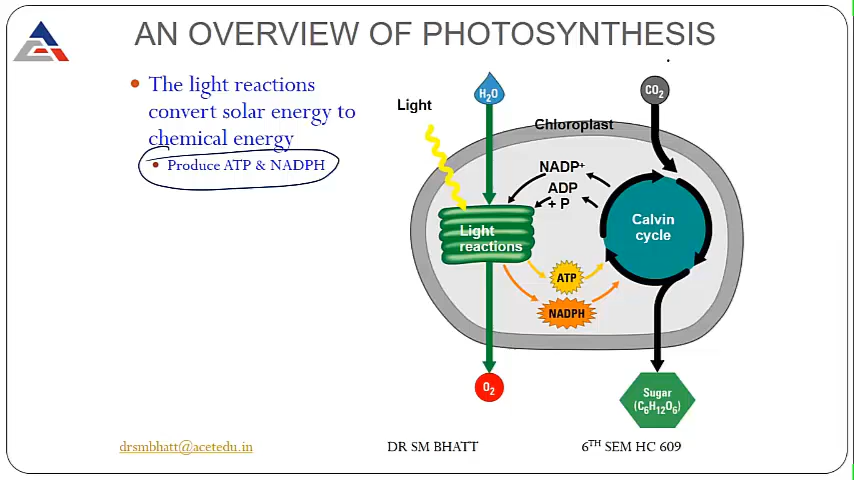 AN OVERVIEW OF PHOTOSYNTHESIS
The light reactions
convert solar energy to
chemical energy
Produce ATP & NADPH
Light
H₂O
CO₂
Chloroplast
NADP⁺
ADP
+ P
Light
reactions
Calvin
cycle
ATP
NADPH
O₂
Sugar
(C₆H₁₂O₆)
drsmbhatt@acetedu.in
DR SM BHATT
6TH SEM HC 609